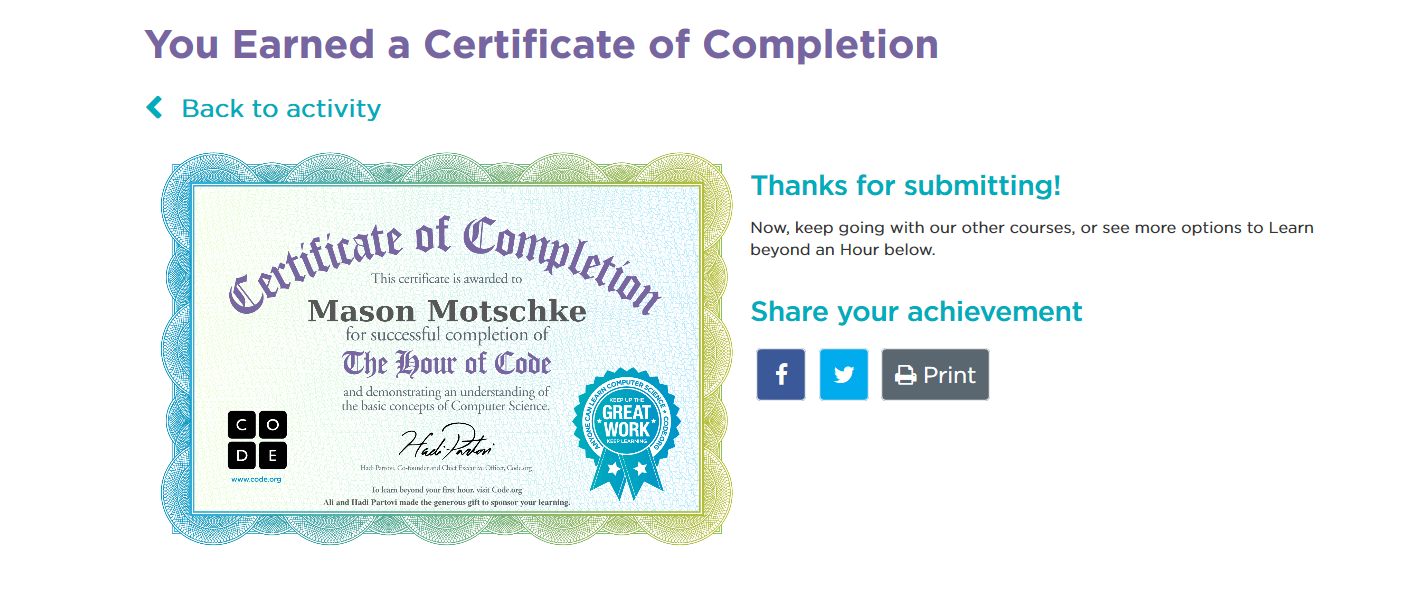 You Earned a Certificate of Completion
Back to activity
Certificate of Completion
This certificate is awarded to
Mason Motschke
for successful completion of
The Hour of Code
and demonstrating an understanding of
the basic concepts of Computer Science.
C O
D E
www.code.org
Hadi Partovi
Hadi Partovi, Co-founder and Chief Executive Officer, Code.org
To learn beyond your first hour, visit Code.org
Ali and Hadi Partovi made the generous gift to sponsor your learning.
ANYONE CAN LEARN COMPUTER SCIENCE • CODE.ORG •
KEEP UP THE
GREAT
WORK
KEEP LEARNING
Thanks for submitting!
Now, keep going with our other courses, or see more options to Learn
beyond an Hour below.
Share your achievement
f
Print